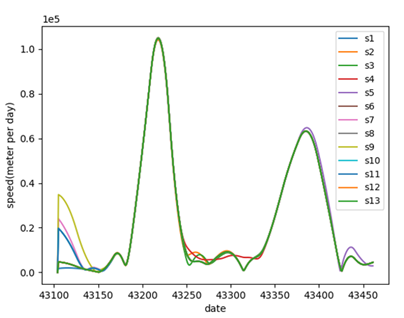 1e5
speed(meter per day)
1.0
0.8
0.6
0.4
0.2
0.0
43100 43150 43200 43250 43300 43350 43400 43450
date
s1
s2
s3
s4
s5
s6
s7
s8
s9
s10
s11
s12
s13